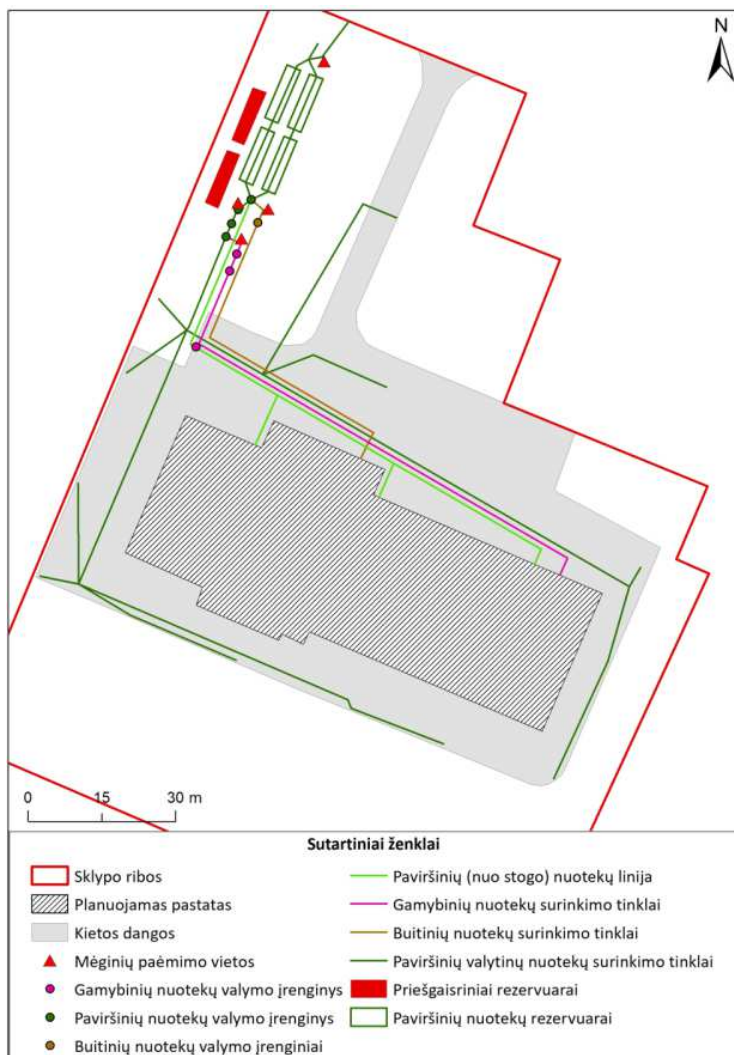 N
0 15 30 m
Sutartiniai ženklai
Sklypo ribos
Planuojamas pastatas
Kietos dangos
Mėginių paėmimo vietos
Gamybinių nuotekų valymo įrenginys
Paviršinių nuotekų valymo įrenginys
Buitinių nuotekų valymo įrenginiai
Paviršinių (nuo stogo) nuotekų linija
Gamybinių nuotekų surinkimo tinklai
Buitinių nuotekų surinkimo tinklai
Paviršinių valytinų nuotekų surinkimo tinklai
Priešgaisriniai rezervuarai
Paviršinių nuotekų rezervuarai